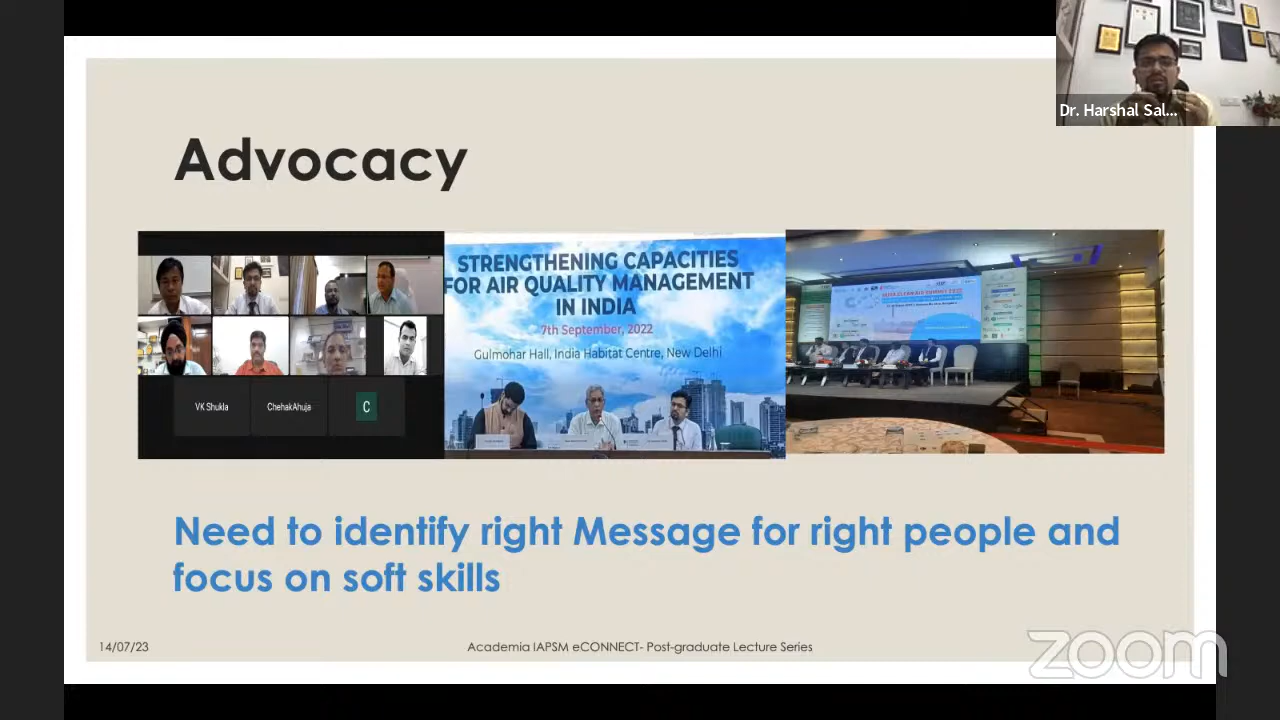 Dr. Harshal Sal...
Advocacy
VK Shukla
ChehakAhuja
C
STRENGTHENING CAPACITIES
FOR AIR QUALITY MANAGEMENT
IN INDIA
7th September, 2022
Gulmohar Hall, India Habitat Centre, New Delhi
Need to identify right Message for right people and
focus on soft skills
14/07/23
Academia IAPSM eCONNECT- Post-graduate Lecture Series
zoom